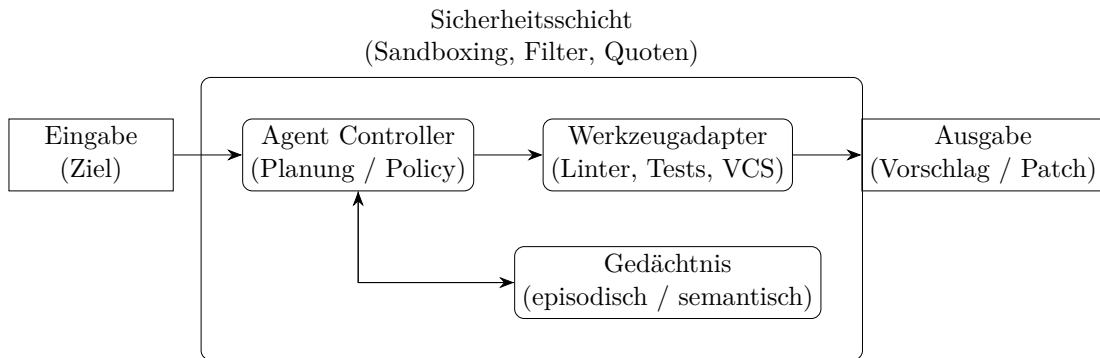 Sicherheitsschicht
(Sandboxing, Filter, Quoten)
Eingabe
(Ziel)
Agent Controller
(Planung / Policy)
Werkzeugadapter
(Linter, Tests, VCS)
Ausgabe
(Vorschlag / Patch)
Gedächtnis
(episodisch / semantisch)